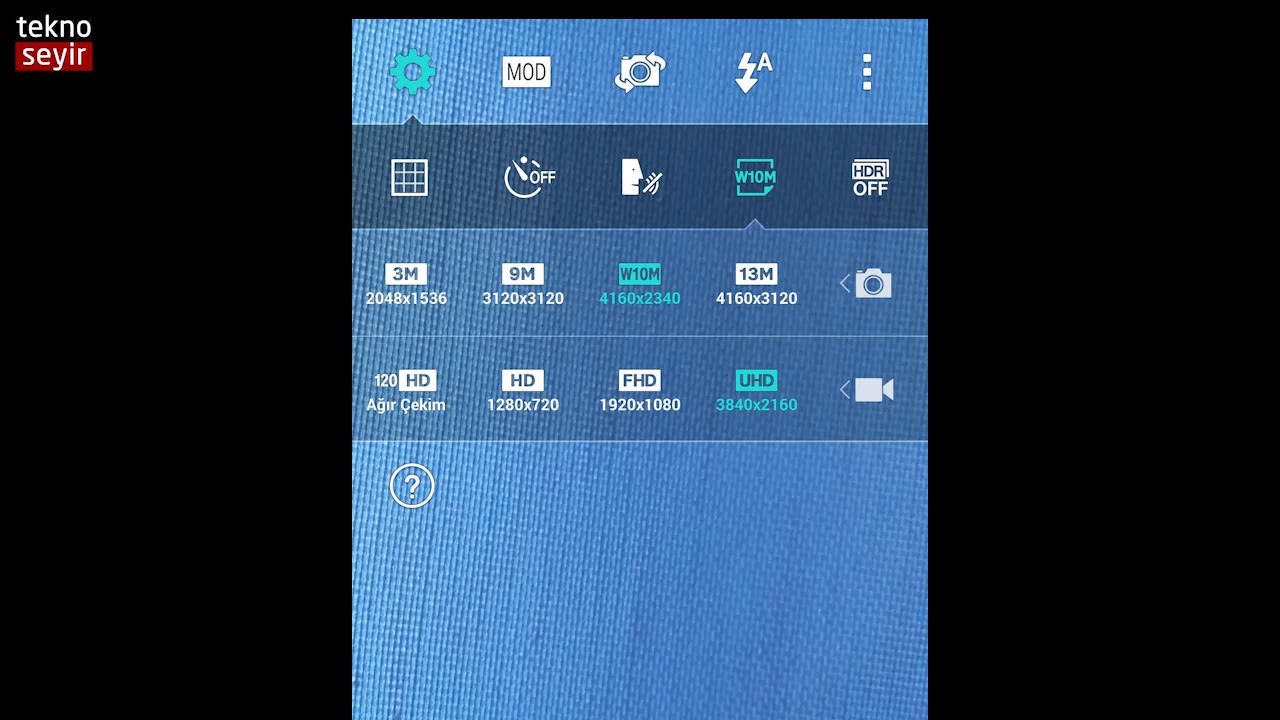 tekno
seyir
MOD
A
OFF
W10M
HDR
OFF
3M
9M
W10M
13M
2048x1536
3120x3120
4160x2340
4160x3120
120 HD
HD
FHD
UHD
Ağır Çekim
1280x720
1920x1080
3840x2160
?